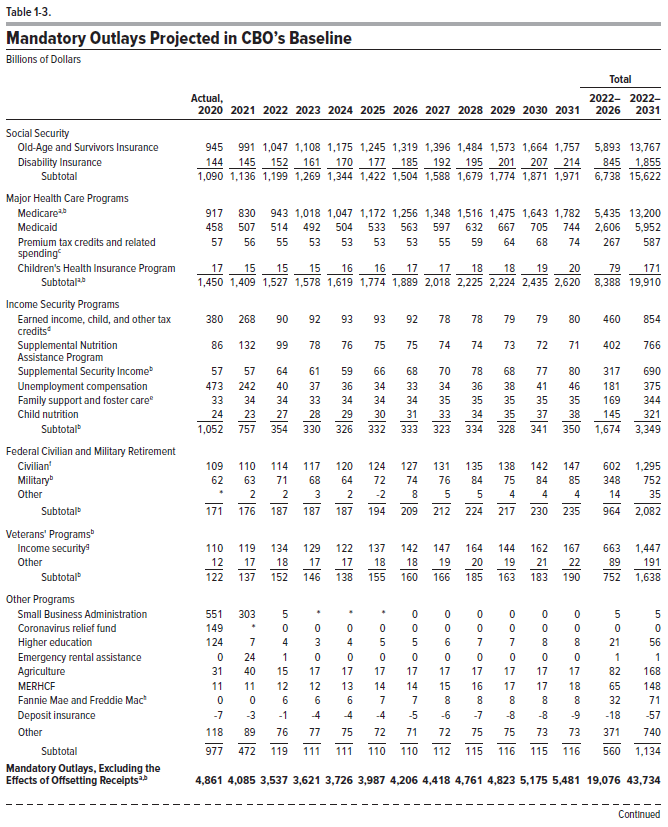 Table 1-3.
Mandatory Outlays Projected in CBO's Baseline
Billions of Dollars
Total
Actual, 2022– 2022–
2020 2021 2022 2023 2024 2025 2026 2027 2028 2029 2030 2031 2026 2031
Social Security
Old-Age and Survivors Insurance 945 991 1,047 1,108 1,175 1,245 1,319 1,396 1,484 1,573 1,664 1,757 5,893 13,767
Disability Insurance 144 145 152 161 170 177 185 192 195 201 207 214 845 1,855
Subtotal 1,090 1,136 1,199 1,269 1,344 1,422 1,504 1,588 1,679 1,774 1,871 1,971 6,738 15,622
Major Health Care Programs
Medicareᵃ,ᵇ 917 830 943 1,018 1,047 1,172 1,256 1,348 1,516 1,475 1,643 1,782 5,435 13,200
Medicaid 458 507 514 492 504 533 563 597 632 667 705 744 2,606 5,952
Premium tax credits and related 57 56 55 53 53 53 53 55 59 64 68 74 267 587
spendingᶜ
Children's Health Insurance Program 17 15 15 15 16 16 17 17 18 18 19 20 79 171
Subtotalᵃ,ᵇ 1,450 1,409 1,527 1,578 1,619 1,774 1,889 2,018 2,225 2,224 2,435 2,620 8,388 19,910
Income Security Programs
Earned income, child, and other tax 380 268 90 92 93 93 92 78 78 79 79 80 460 854
creditsᵈ
Supplemental Nutrition 86 132 99 78 76 75 75 74 74 73 72 71 402 766
Assistance Program
Supplemental Security Incomeᵇ 57 57 64 61 59 66 68 70 78 68 77 80 317 690
Unemployment compensation 473 242 40 37 36 34 33 34 36 38 41 46 181 375
Family support and foster careᵉ 33 34 34 33 34 34 34 35 35 35 35 35 169 344
Child nutrition 24 23 27 28 29 30 31 33 34 35 37 38 145 321
Subtotalᵇ 1,052 757 354 330 326 332 333 323 334 328 341 350 1,674 3,349
Federal Civilian and Military Retirement
Civilianᶠ 109 110 114 117 120 124 127 131 135 138 142 147 602 1,295
Militaryᵇ 62 63 71 68 64 72 74 76 84 75 84 85 348 752
Other * 2 2 3 2 -2 8 5 5 4 4 4 14 35
Subtotalᵇ 171 176 187 187 187 194 209 212 224 217 230 235 964 2,082
Veterans' Programsᵇ
Income securityᵍ 110 119 134 129 122 137 142 147 164 144 162 167 663 1,447
Other 12 17 18 17 17 18 18 19 20 19 21 22 89 191
Subtotalᵇ 122 137 152 146 138 155 160 166 185 163 183 190 752 1,638
Other Programs
Small Business Administration 551 303 5 * * * 0 0 0 0 0 0 5 5
Coronavirus relief fund 149 * 0 0 0 0 0 0 0 0 0 0 0 0
Higher education 124 7 4 3 4 5 5 6 7 7 8 8 21 56
Emergency rental assistance 0 24 1 0 0 0 0 0 0 0 0 0 1 1
Agriculture 31 40 15 17 17 17 17 17 17 17 17 17 82 168
MERHCF 11 11 12 12 13 14 14 15 16 17 17 18 65 148
Fannie Mae and Freddie Macʰ 0 0 6 6 6 7 7 8 8 8 8 8 32 71
Deposit insurance -7 -3 -1 -4 -4 -4 -5 -6 -7 -8 -8 -9 -18 -57
Other 118 89 76 77 75 72 71 72 75 75 73 73 371 740
Subtotal 977 472 119 111 111 110 110 112 115 116 115 116 560 1,134
Mandatory Outlays, Excluding the
Effects of Offsetting Receiptsᵃ,ᵇ 4,861 4,085 3,537 3,621 3,726 3,987 4,206 4,418 4,761 4,823 5,175 5,481 19,076 43,734
Continued